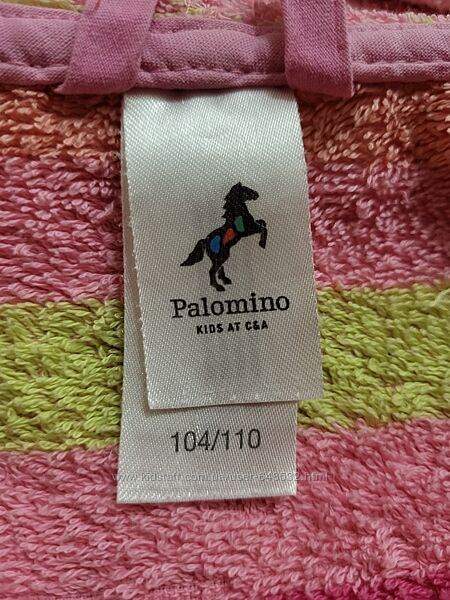 Palomino
KIDS AT C&A
104/110